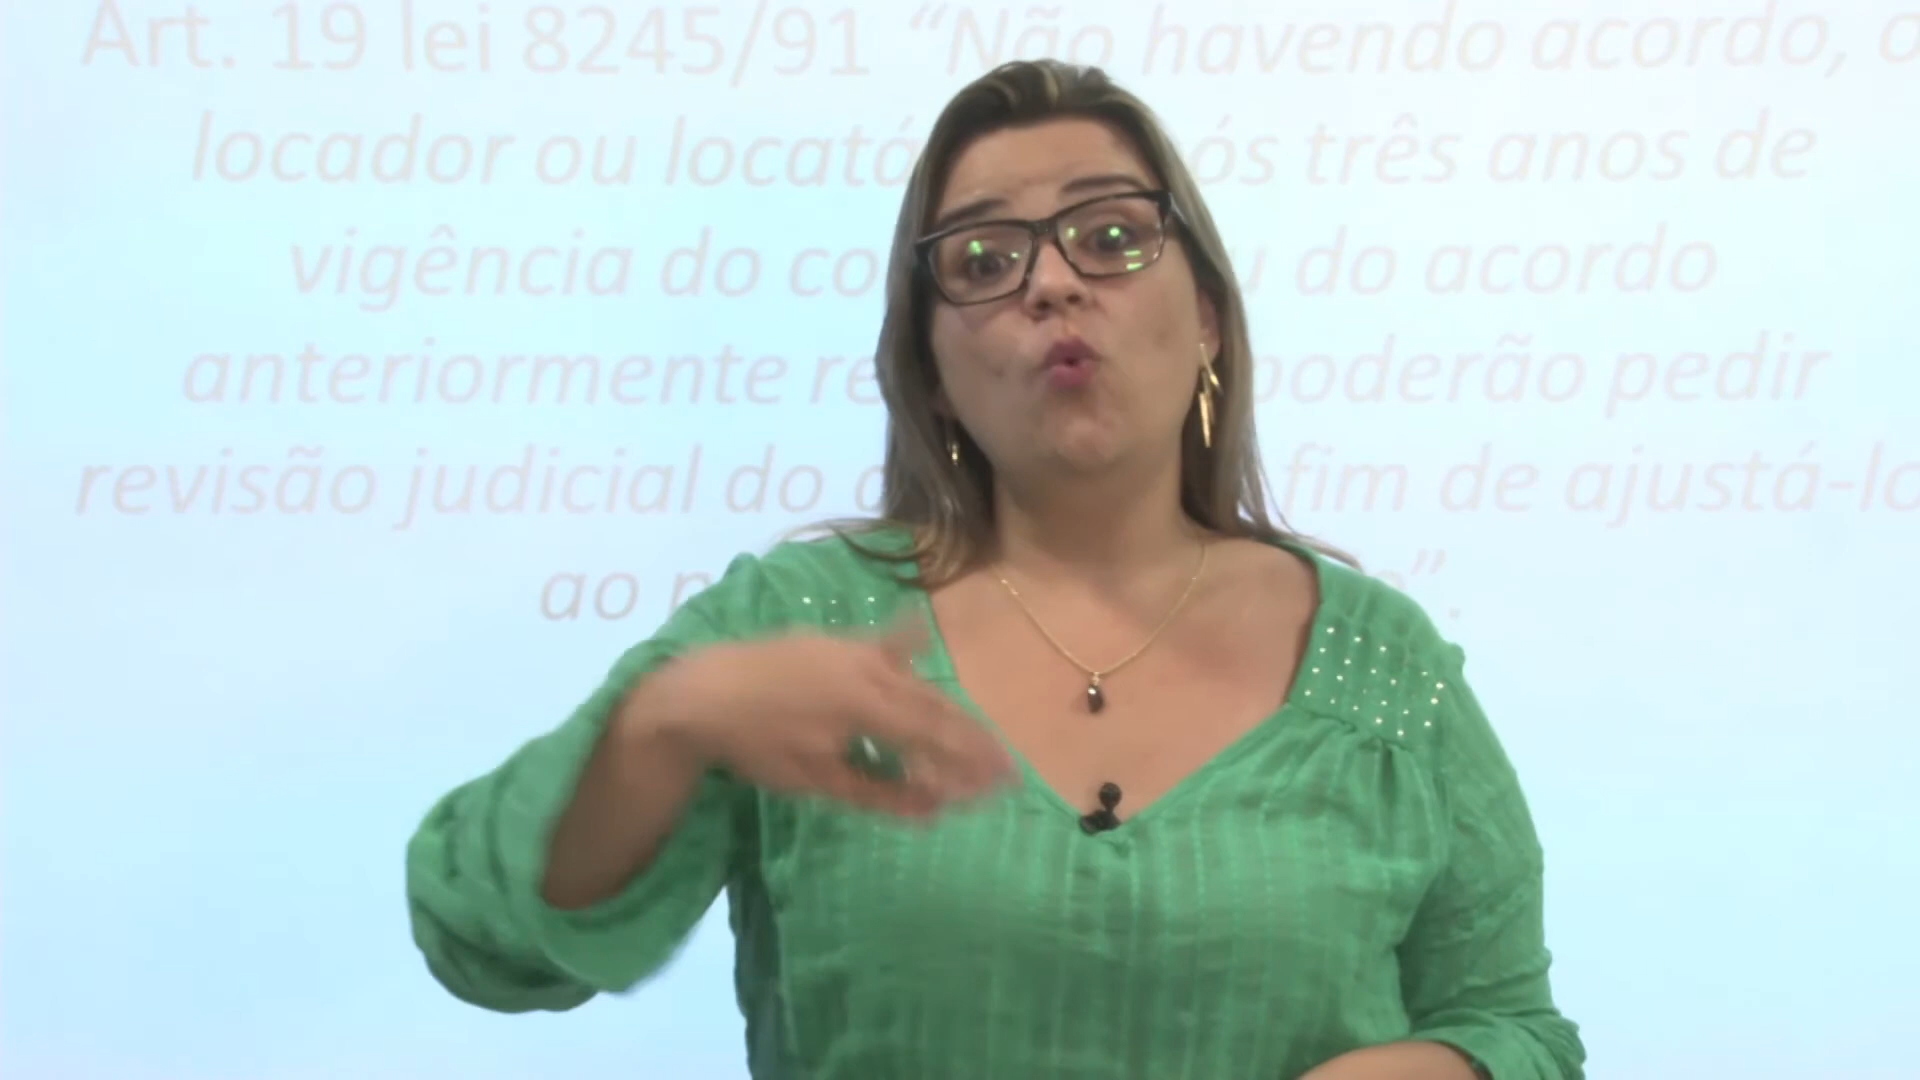 Art. 19 lei 8245/91 “Não havendo acordo, o
locador ou locatá ós três anos de
vigência do co u do acordo
anteriormente re poderão pedir
revisão judicial do a fim de ajustá-lo
ao p o”.